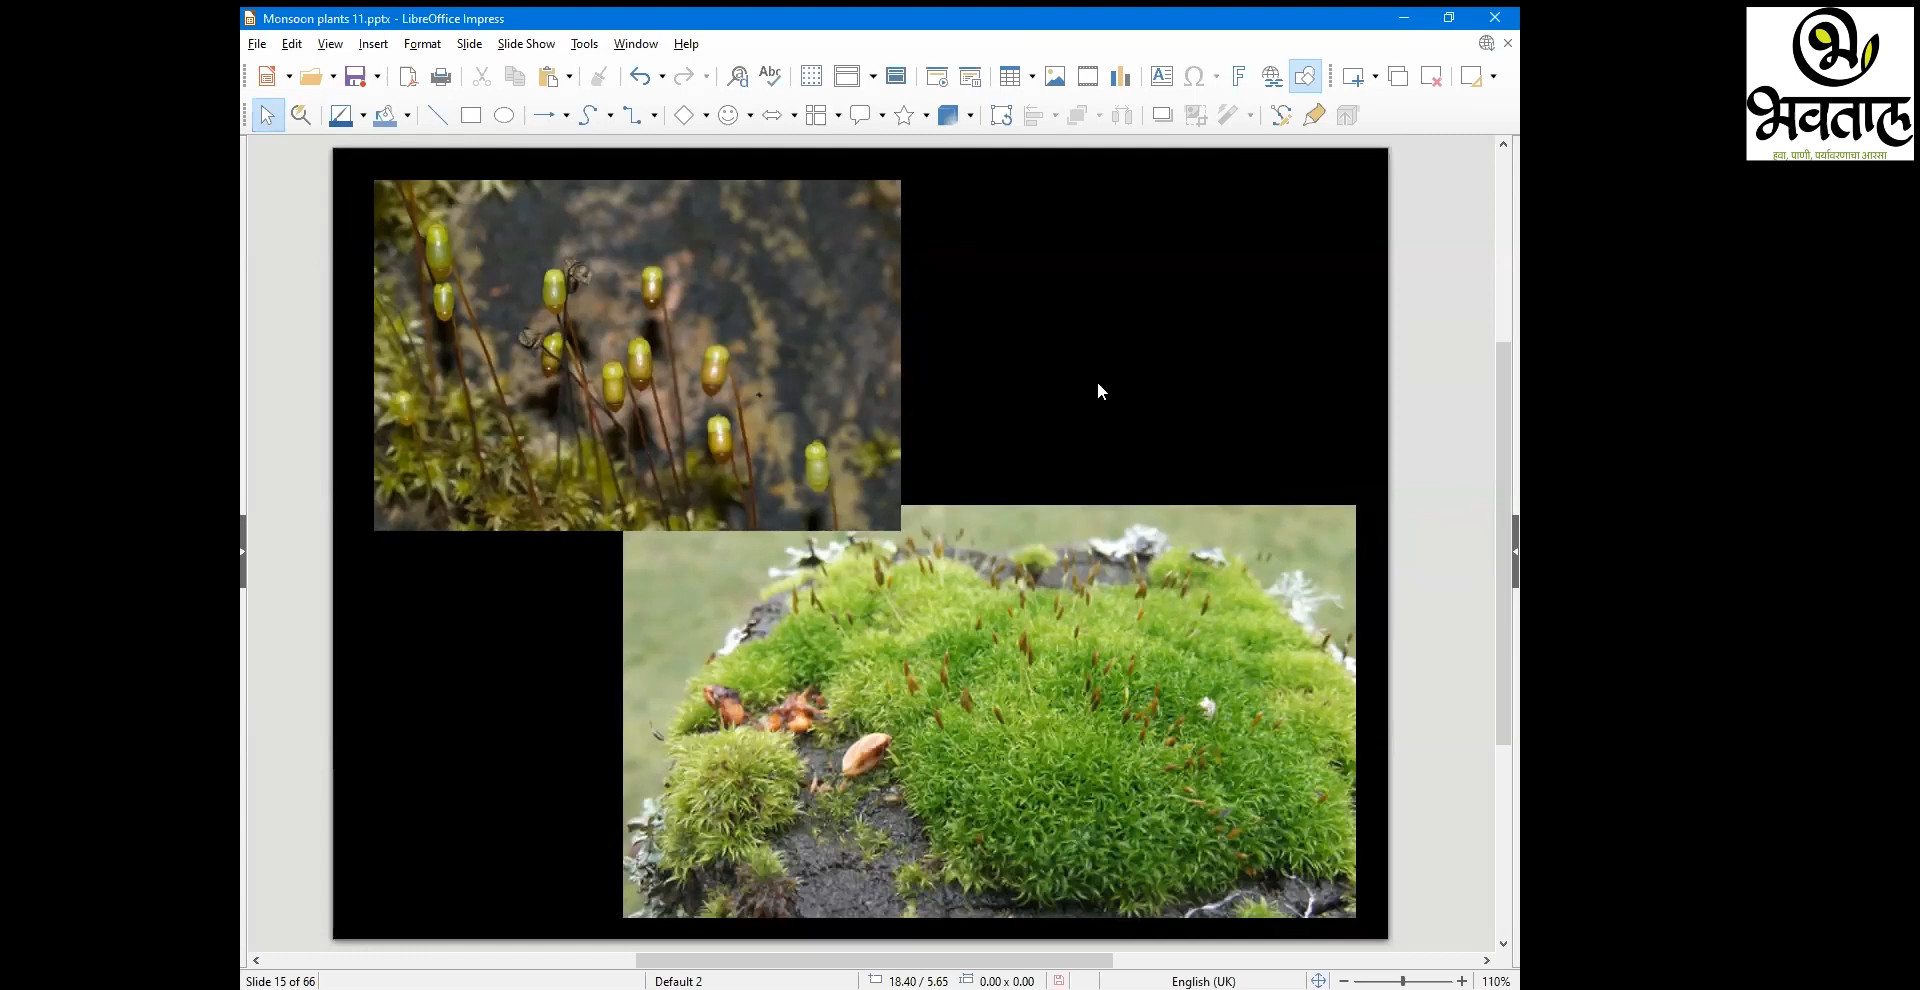 Monsoon plants 11.pptx - LibreOffice Impress
File Edit View Insert Format Slide Slide Show Tools Window Help
Abc
भवताल
हवा, पाणी, पर्यावरणाचा आरसा
Slide 15 of 66
Default 2
18.40 / 5.65
0.00 x 0.00
English (UK)
110%